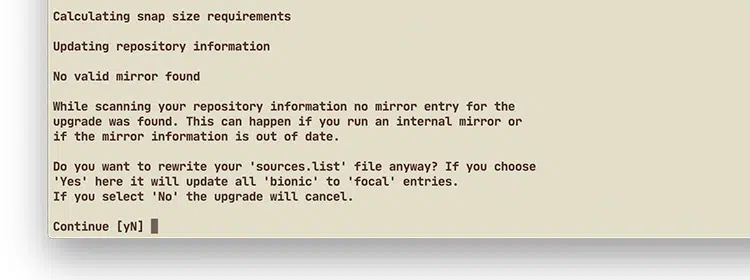 Calculating snap size requirements
Updating repository information
No valid mirror found
While scanning your repository information no mirror entry for the
upgrade was found. This can happen if you run an internal mirror or
if the mirror information is out of date.
Do you want to rewrite your 'sources.list' file anyway? If you choose
'Yes' here it will update all 'bionic' to 'focal' entries.
If you select 'No' the upgrade will cancel.
Continue [yN]